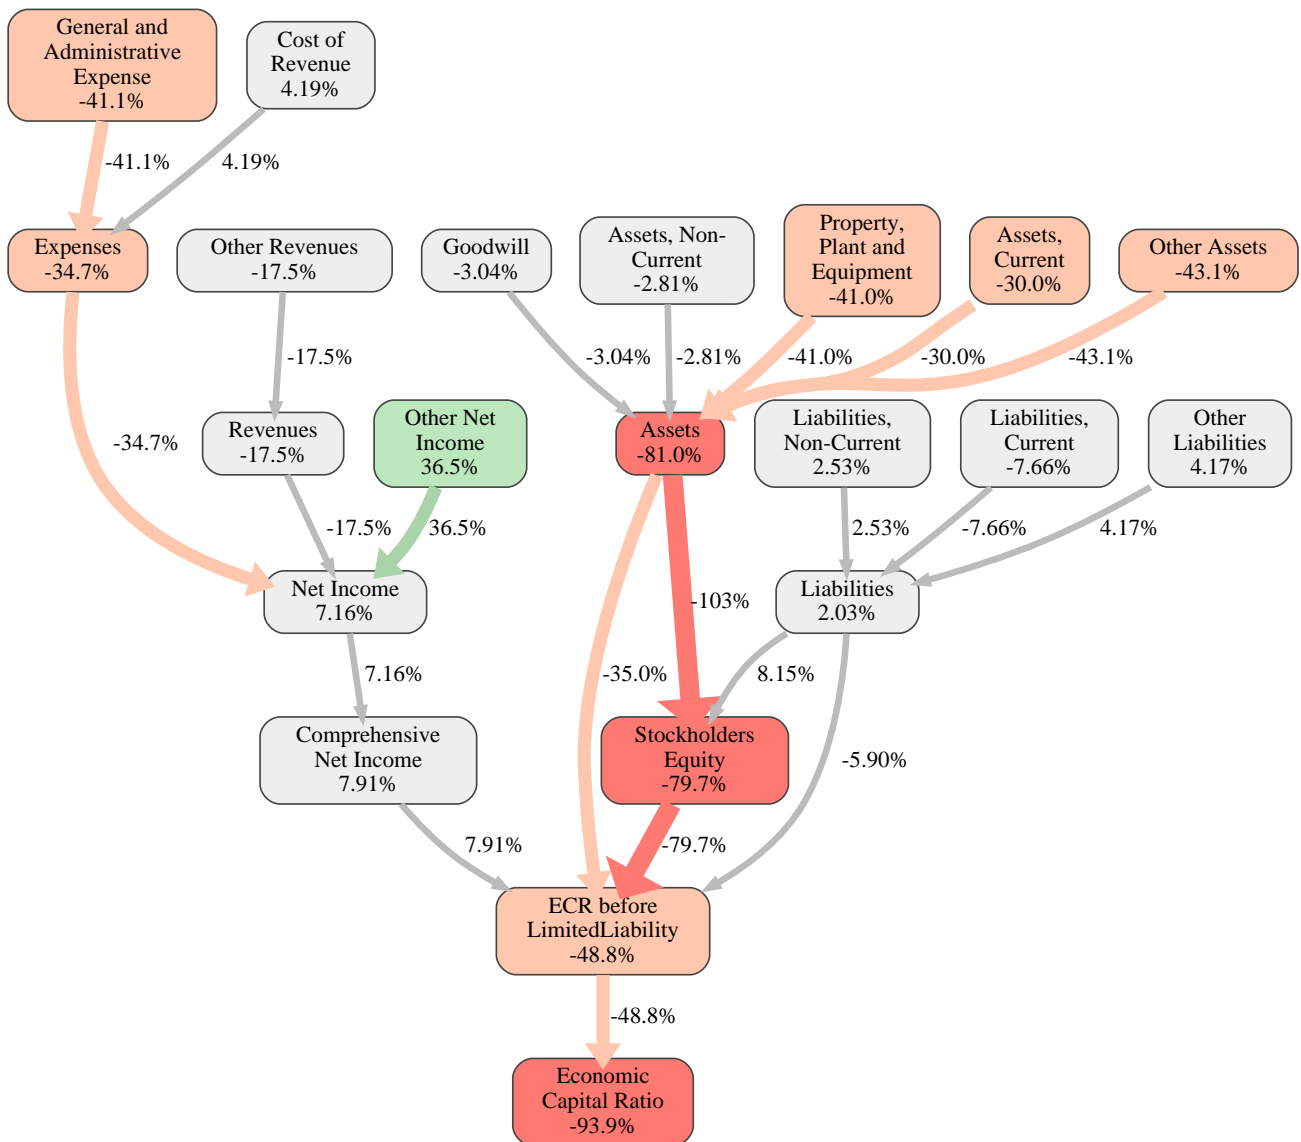 General and
Administrative
Expense
-41.1%
Cost of
Revenue
4.19%
-41.1%
4.19%
Expenses
-34.7%
Other Revenues
-17.5%
Goodwill
-3.04%
Assets, Non-
Current
-2.81%
Property,
Plant and
Equipment
-41.0%
Assets,
Current
-30.0%
Other Assets
-43.1%
-17.5%
-3.04%
-2.81%
-41.0%
-30.0%
-43.1%
-34.7%
Revenues
-17.5%
Other Net
Income
36.5%
Assets
-81.0%
Liabilities,
Non-Current
2.53%
Liabilities,
Current
-7.66%
Other
Liabilities
4.17%
-17.5%
36.5%
2.53%
-7.66%
4.17%
Net Income
7.16%
-103%
Liabilities
2.03%
7.16%
-35.0%
8.15%
Comprehensive
Net Income
7.91%
Stockholders
Equity
-79.7%
-5.90%
7.91%
-79.7%
ECR before
LimitedLiability
-48.8%
-48.8%
Economic
Capital Ratio
-93.9%